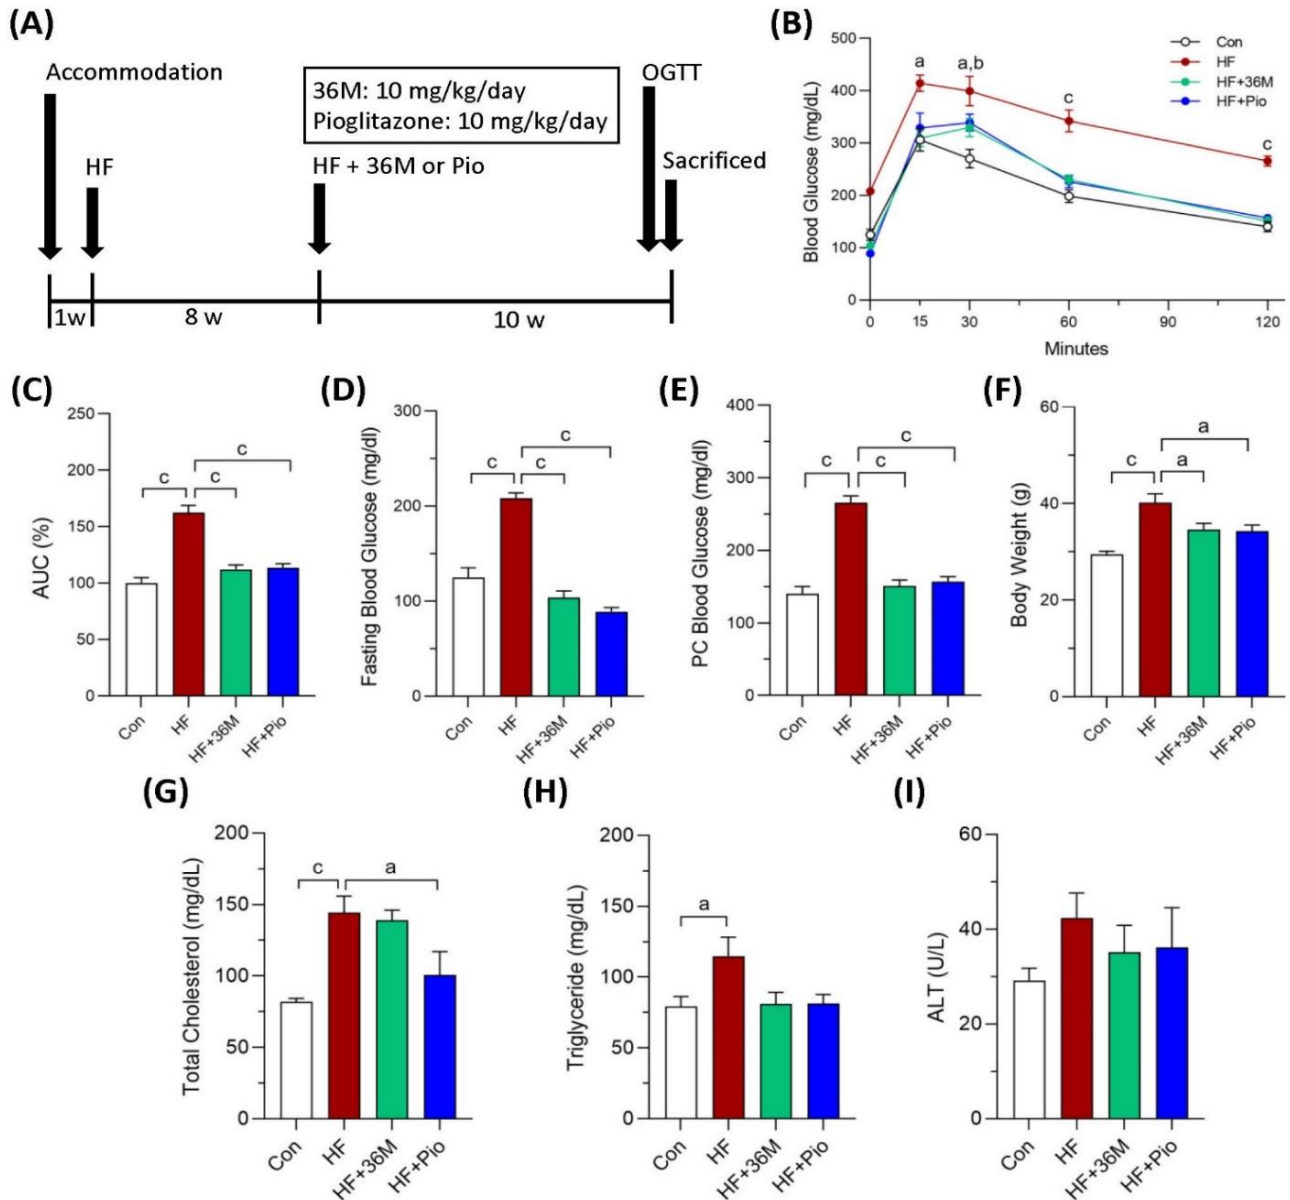 (A)
Accommodation
HF
36M: 10 mg/kg/day
Pioglitazone: 10 mg/kg/day
HF + 36M or Pio
OGTT
Sacrificed
1w
8 w
10 w
(B)
Blood Glucose (mg/dL)
500
400
300
200
100
0
a
a,b
c
c
Con
HF
HF+36M
HF+Pio
0
15
30
60
90
120
Minutes
(C)
AUC (%)
250
200
150
100
50
0
c
c
c
Con
HF
HF+36M
HF+Pio
(D)
Fasting Blood Glucose (mg/dl)
300
200
100
0
c
c
c
Con
HF
HF+36M
HF+Pio
(E)
PC Blood Glucose (mg/dl)
400
300
200
100
0
c
c
c
Con
HF
HF+36M
HF+Pio
(F)
Body Weight (g)
60
40
20
0
a
c
a
Con
HF
HF+36M
HF+Pio
(G)
Total Cholesterol (mg/dL)
200
150
100
50
0
c
a
Con
HF
HF+36M
HF+Pio
(H)
Triglyceride (mg/dL)
200
150
100
50
0
a
Con
HF
HF+36M
HF+Pio
(I)
ALT (U/L)
60
40
20
0
Con
HF
HF+36M
HF+Pio